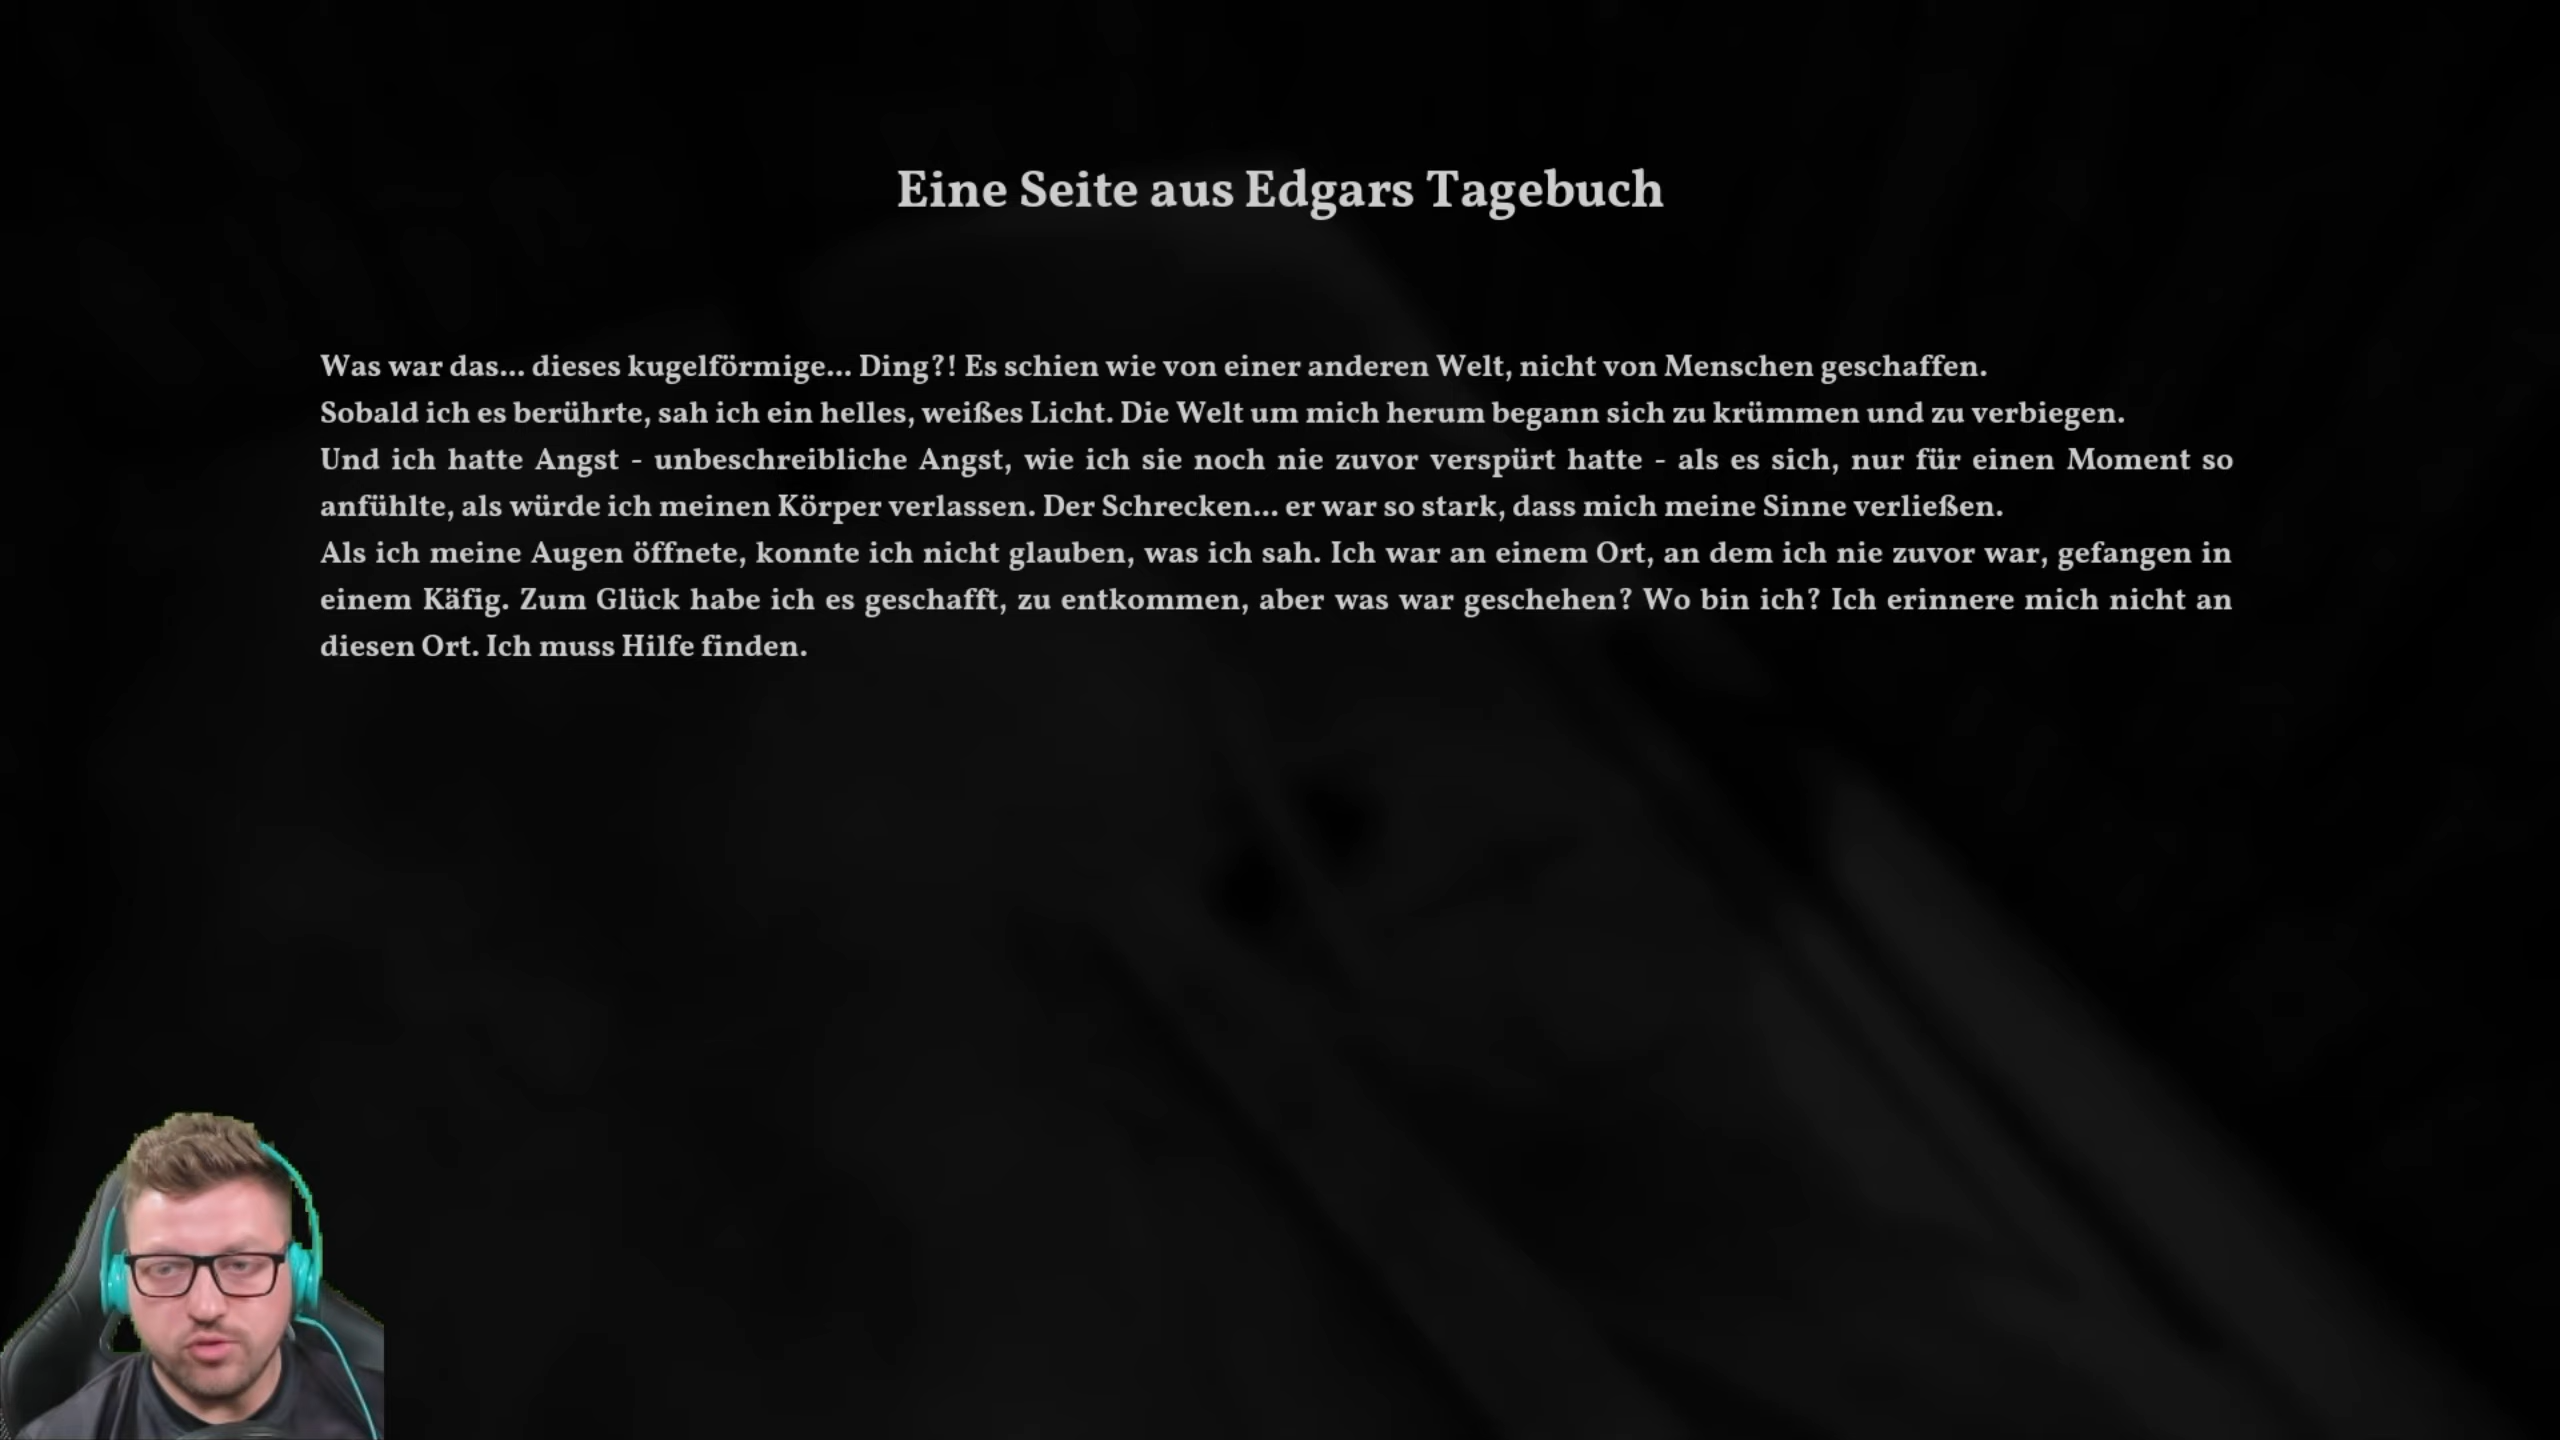 Eine Seite aus Edgars Tagebuch
Was war das... dieses kugelförmige... Ding?! Es schien wie von einer anderen Welt, nicht von Menschen geschaffen.
Sobald ich es berührte, sah ich ein helles, weißes Licht. Die Welt um mich herum begann sich zu krümmen und zu verbiegen.
Und ich hatte Angst - unbeschreibliche Angst, wie ich sie noch nie zuvor verspürt hatte - als es sich, nur für einen Moment so
anfühlte, als würde ich meinen Körper verlassen. Der Schrecken... er war so stark, dass mich meine Sinne verließen.
Als ich meine Augen öffnete, konnte ich nicht glauben, was ich sah. Ich war an einem Ort, an dem ich nie zuvor war, gefangen in
einem Käfig. Zum Glück habe ich es geschafft, zu entkommen, aber was war geschehen? Wo bin ich? Ich erinnere mich nicht an
diesen Ort. Ich muss Hilfe finden.